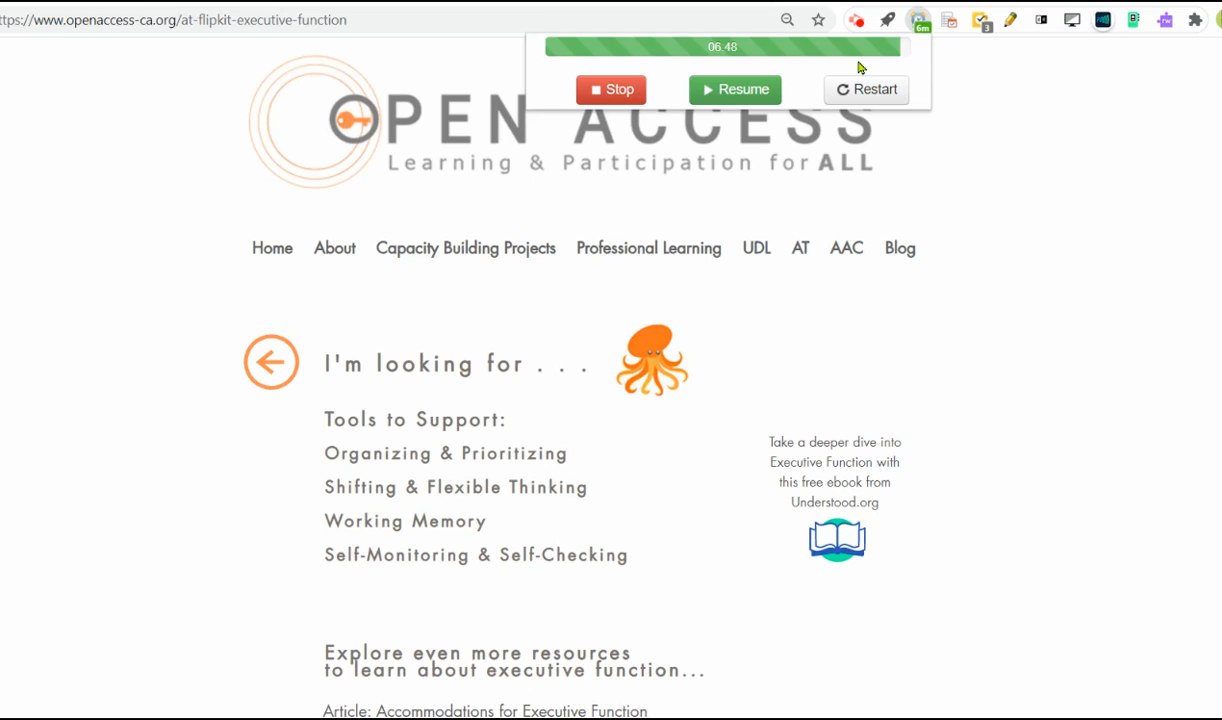 ttps://www.openaccess-ca.org/at-flipkit-executive-function
6m
3
06:48
Stop
Resume
Restart
OPEN ACCESS
Learning & Participation for ALL
Home About Capacity Building Projects Professional Learning UDL AT AAC Blog
I'm looking for . . .
Tools to Support:
Organizing & Prioritizing
Shifting & Flexible Thinking
Working Memory
Self-Monitoring & Self-Checking
Take a deeper dive into
Executive Function with
this free ebook from
Understood.org
Explore even more resources
to learn about executive function...
Article: Accommodations for Executive Function